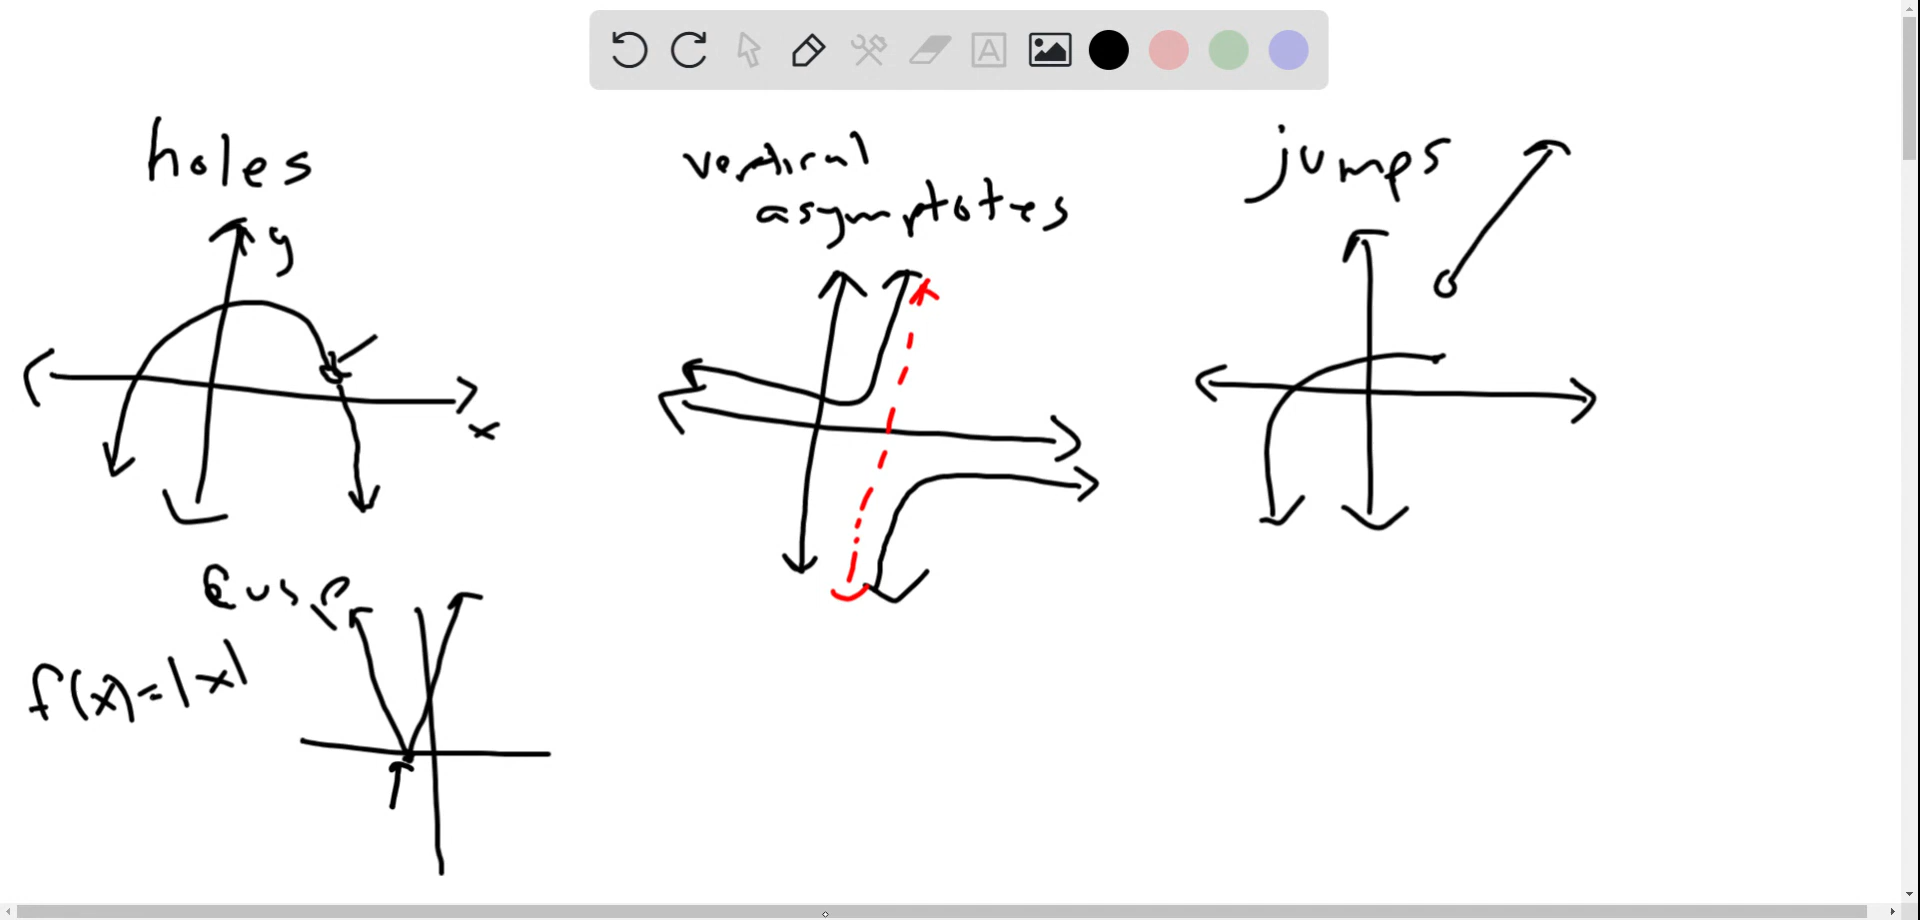 holes
vertical
asymptotes
jumps
y
x
cusp
f(x)=|x|